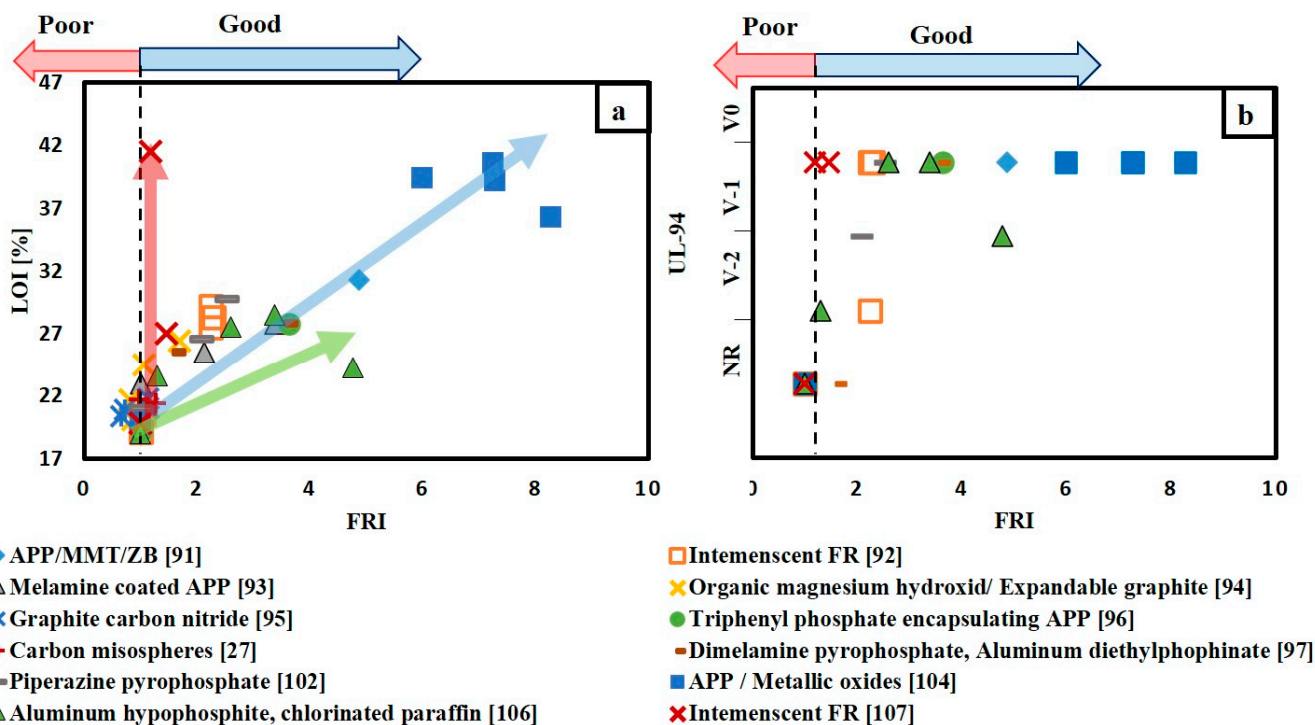 Poor
Good
Poor
Good
47
42
37
32
27
22
17
LOI [%]
a
0 2 4 6 8 10
FRI
V0
V-1
V-2
NR
UL-94
b
0 2 4 6 8 10
FRI
APP/MMT/ZB [91]
Intemenscent FR [92]
Melamine coated APP [93]
Organic magnesium hydroxid/ Expandable graphite [94]
Graphite carbon nitride [95]
Triphenyl phosphate encapsulating APP [96]
Carbon misospheres [27]
Dimelamine pyrophosphate, Aluminum diethylphophinate [97]
Piperazine pyrophosphate [102]
APP / Metallic oxides [104]
Aluminum hypophosphite, chlorinated paraffin [106]
Intemenscent FR [107]